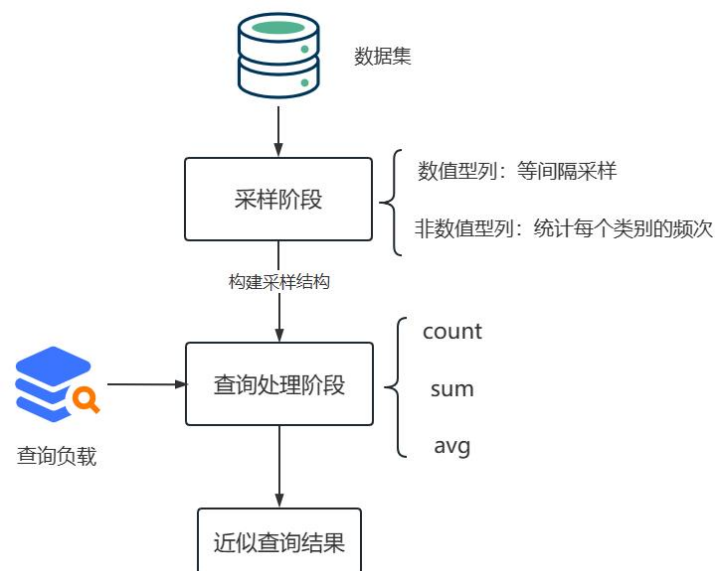 数据集
数值型列：等间隔采样
采样阶段
非数值型列：统计每个类别的频次
构建采样结构
count
查询处理阶段
sum
avg
查询负载
近似查询结果